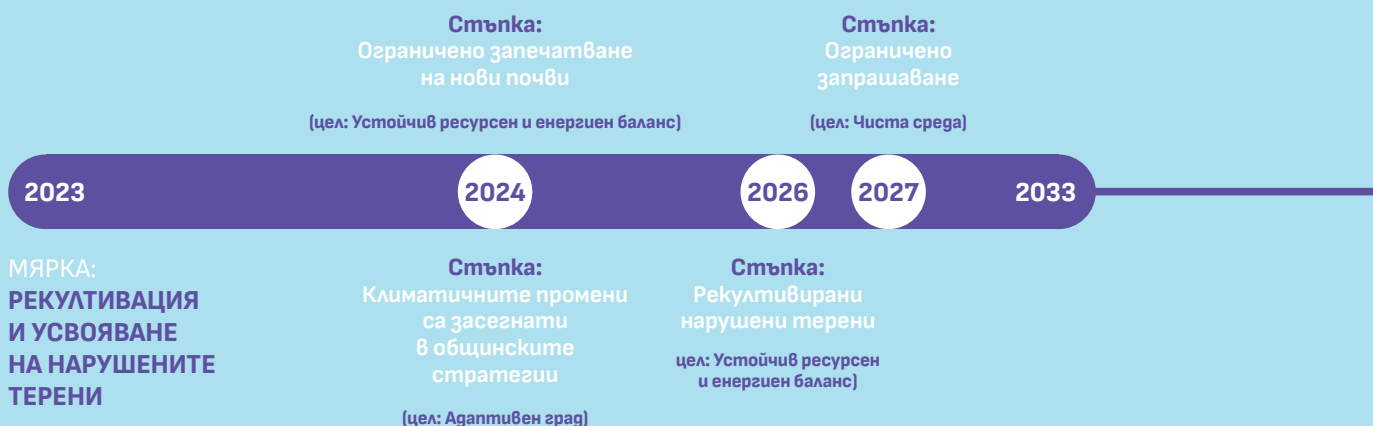 Стъпка:
Ограничено запечатване
на нови почви
(цел: Устойчив ресурсен и енергиен баланс)
Стъпка:
Ограничено
запрашаване
(цел: Чиста среда)
2023
2024
2026
2027
2033
МЯРКА:
РЕКУЛТИВАЦИЯ
И УСВОЯВАНЕ
НА НАРУШЕНИТЕ
ТЕРЕНИ
Стъпка:
Климатичните промени
са засегнати
в общинските
стратегии
(цел: Адаптивен град)
Стъпка:
Рекултивирани
нарушени терени
цел: Устойчив ресурсен
и енергиен баланс)